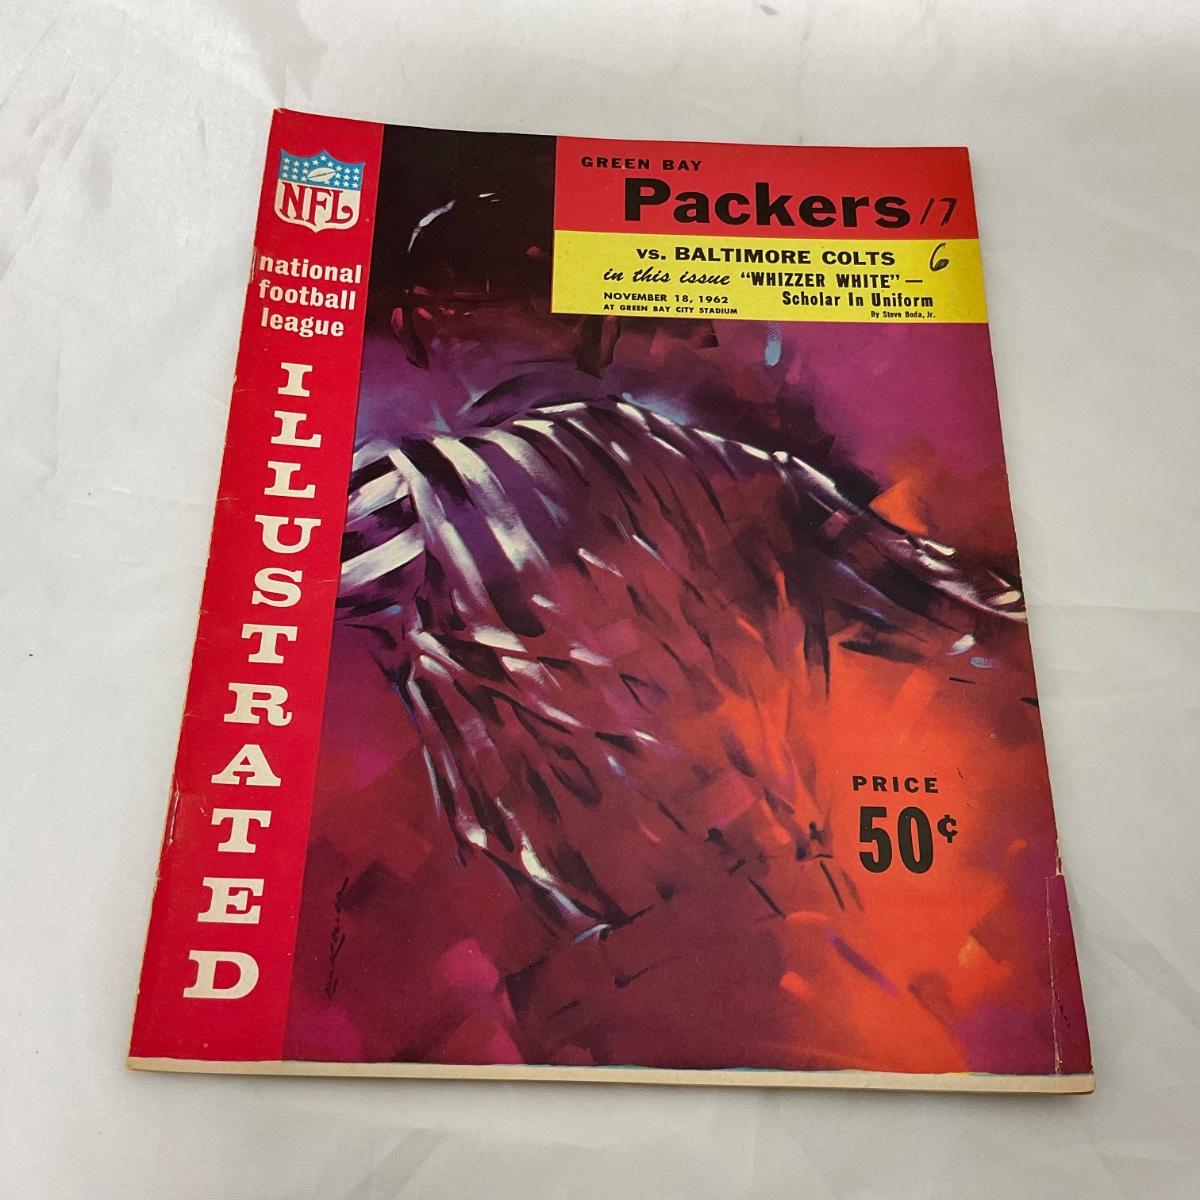 NFL
national
football
league
ILLUSTRATED
GREEN BAY
Packers 17
vs. BALTIMORE COLTS 6
in this issue "WHIZZER WHITE" —
Scholar In Uniform
By Steve Boda, Jr.
NOVEMBER 18, 1962
AT GREEN BAY CITY STADIUM
PRICE
50¢